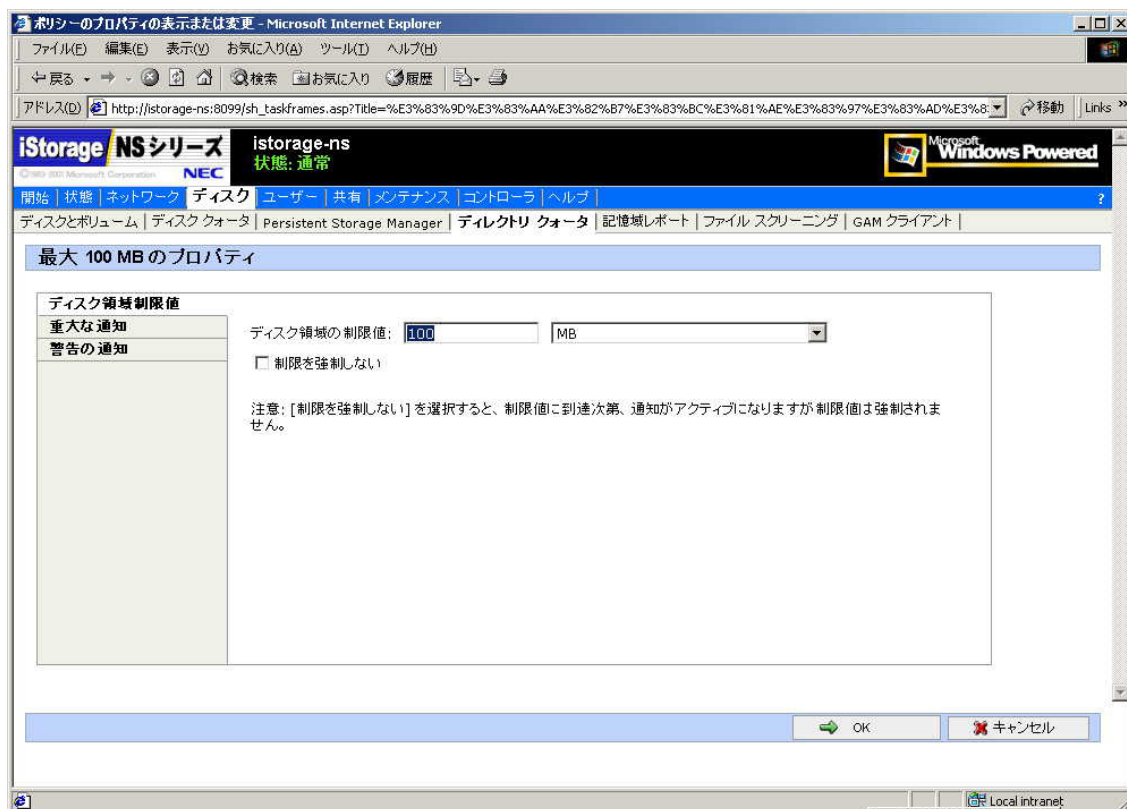 ポリシーのプロパティの表示または変更 - Microsoft Internet Explorer
ファイル(F) 編集(E) 表示(V) お気に入り(A) ツール(T) ヘルプ(H)
戻る 検索 お気に入り 履歴
アドレス(D) http://istorage-ns:8099/sh_taskframes.asp?Title=%E3%83%9D%E3%83%AA%E3%82%B7%E3%83%BC%E3%81%AE%E3%83%97%E3%83%AD%E3%8 移動 Links »
iStorage NSシリーズ istorage-ns
状態: 通常
NEC
Microsoft Windows Powered
開始 | 状態 | ネットワーク | ディスク | ユーザー | 共有 | メンテナンス | コントローラ | ヘルプ | ?
ディスクとボリューム | ディスク クォータ | Persistent Storage Manager | ディレクトリ クォータ | 記憶域レポート | ファイル スクリーニング | GAM クライアント |
最大 100 MB のプロパティ
ディスク領域制限値
重大な通知
警告の通知
ディスク領域の制限値: 100 MB
制限を強制しない
注意: [制限を強制しない] を選択すると、制限値に到達次第、通知がアクティブになりますが制限値は強制されま
せん。
OK キャンセル
Local intranet